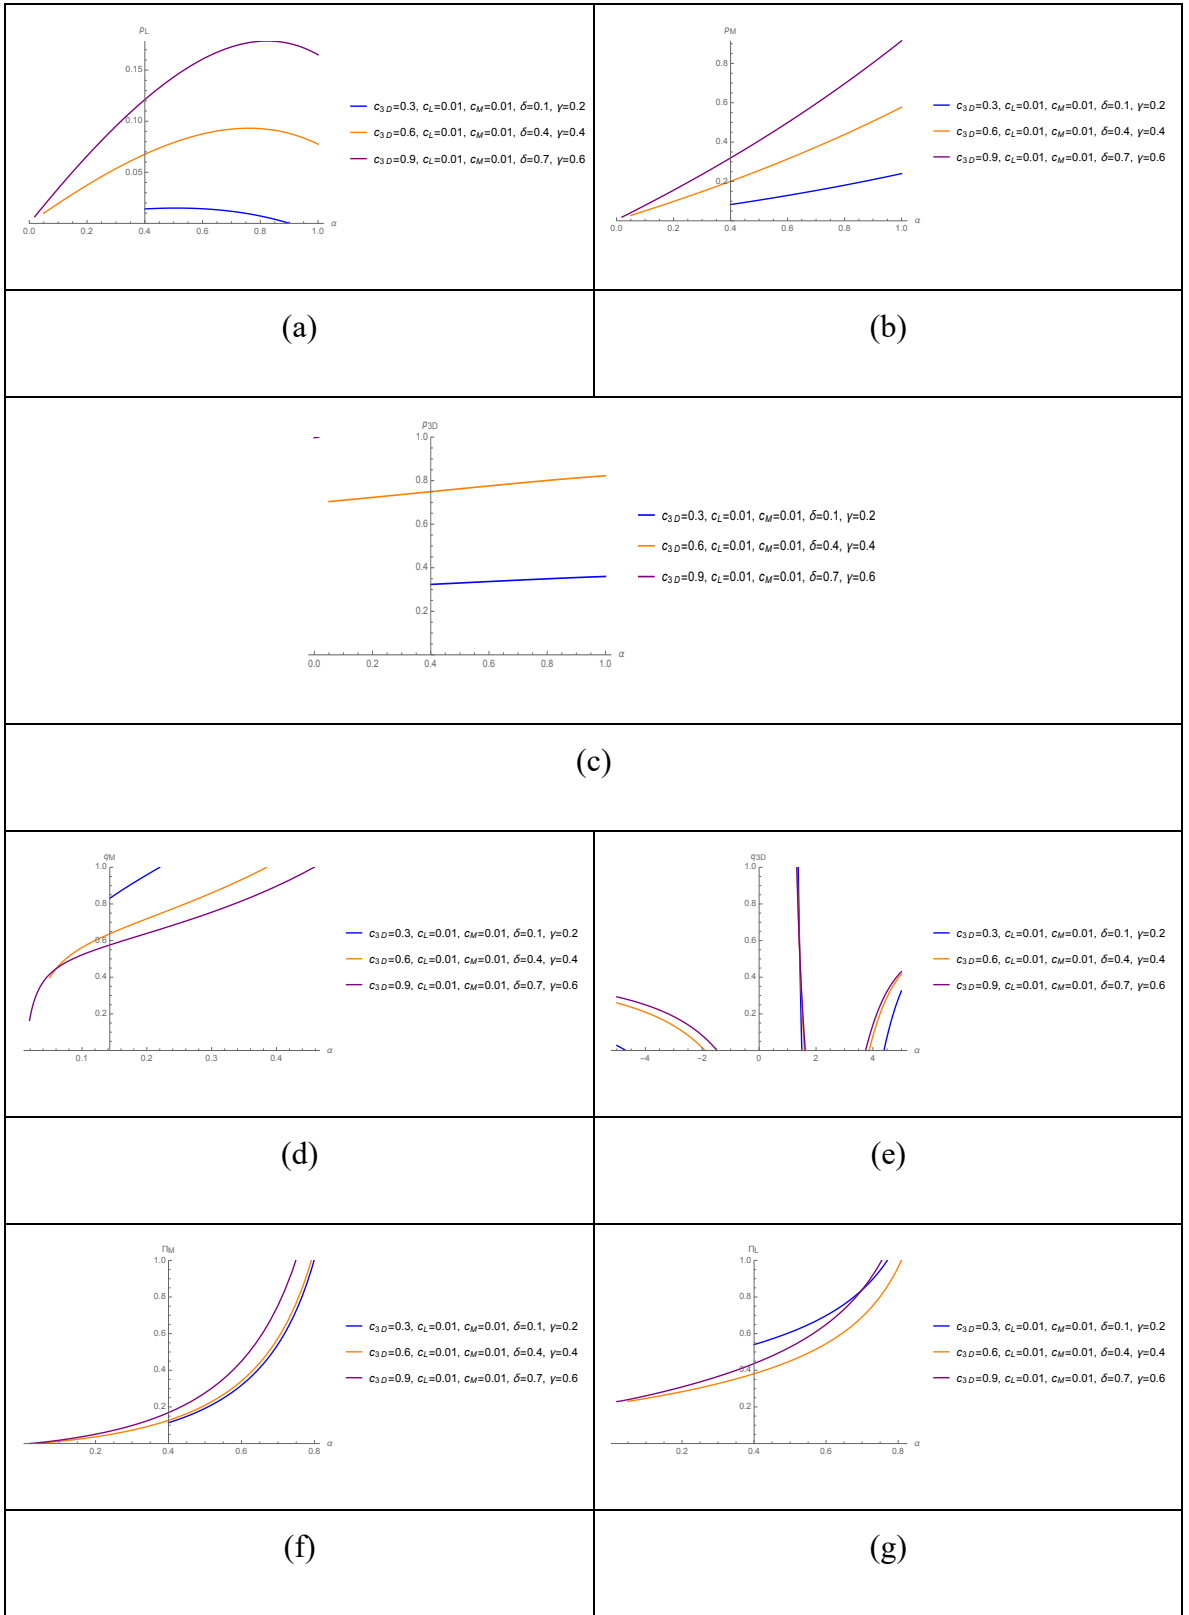 pL
0.15
0.10
0.05
0.0 0.2 0.4 0.6 0.8 1.0 α
c3D=0.3, cL=0.01, cM=0.01, δ=0.1, γ=0.2
c3D=0.6, cL=0.01, cM=0.01, δ=0.4, γ=0.4
c3D=0.9, cL=0.01, cM=0.01, δ=0.7, γ=0.6
pM
0.8
0.6
0.4
0.2
0.0 0.2 0.4 0.6 0.8 1.0 α
c3D=0.3, cL=0.01, cM=0.01, δ=0.1, γ=0.2
c3D=0.6, cL=0.01, cM=0.01, δ=0.4, γ=0.4
c3D=0.9, cL=0.01, cM=0.01, δ=0.7, γ=0.6
(a)
(b)
p3D
1.0
0.8
0.6
0.4
0.2
0.0 0.2 0.4 0.6 0.8 1.0 α
c3D=0.3, cL=0.01, cM=0.01, δ=0.1, γ=0.2
c3D=0.6, cL=0.01, cM=0.01, δ=0.4, γ=0.4
c3D=0.9, cL=0.01, cM=0.01, δ=0.7, γ=0.6
(c)
qM
1.0
0.8
0.6
0.4
0.2
0.1 0.2 0.3 0.4 α
c3D=0.3, cL=0.01, cM=0.01, δ=0.1, γ=0.2
c3D=0.6, cL=0.01, cM=0.01, δ=0.4, γ=0.4
c3D=0.9, cL=0.01, cM=0.01, δ=0.7, γ=0.6
q3D
1.0
0.8
0.6
0.4
0.2
-4 -2 0 2 4 α
c3D=0.3, cL=0.01, cM=0.01, δ=0.1, γ=0.2
c3D=0.6, cL=0.01, cM=0.01, δ=0.4, γ=0.4
c3D=0.9, cL=0.01, cM=0.01, δ=0.7, γ=0.6
(d)
(e)
ΠM
1.0
0.8
0.6
0.4
0.2
0.2 0.4 0.6 0.8 α
c3D=0.3, cL=0.01, cM=0.01, δ=0.1, γ=0.2
c3D=0.6, cL=0.01, cM=0.01, δ=0.4, γ=0.4
c3D=0.9, cL=0.01, cM=0.01, δ=0.7, γ=0.6
ΠL
1.0
0.8
0.6
0.4
0.2
0.2 0.4 0.6 0.8 α
c3D=0.3, cL=0.01, cM=0.01, δ=0.1, γ=0.2
c3D=0.6, cL=0.01, cM=0.01, δ=0.4, γ=0.4
c3D=0.9, cL=0.01, cM=0.01, δ=0.7, γ=0.6
(f)
(g)